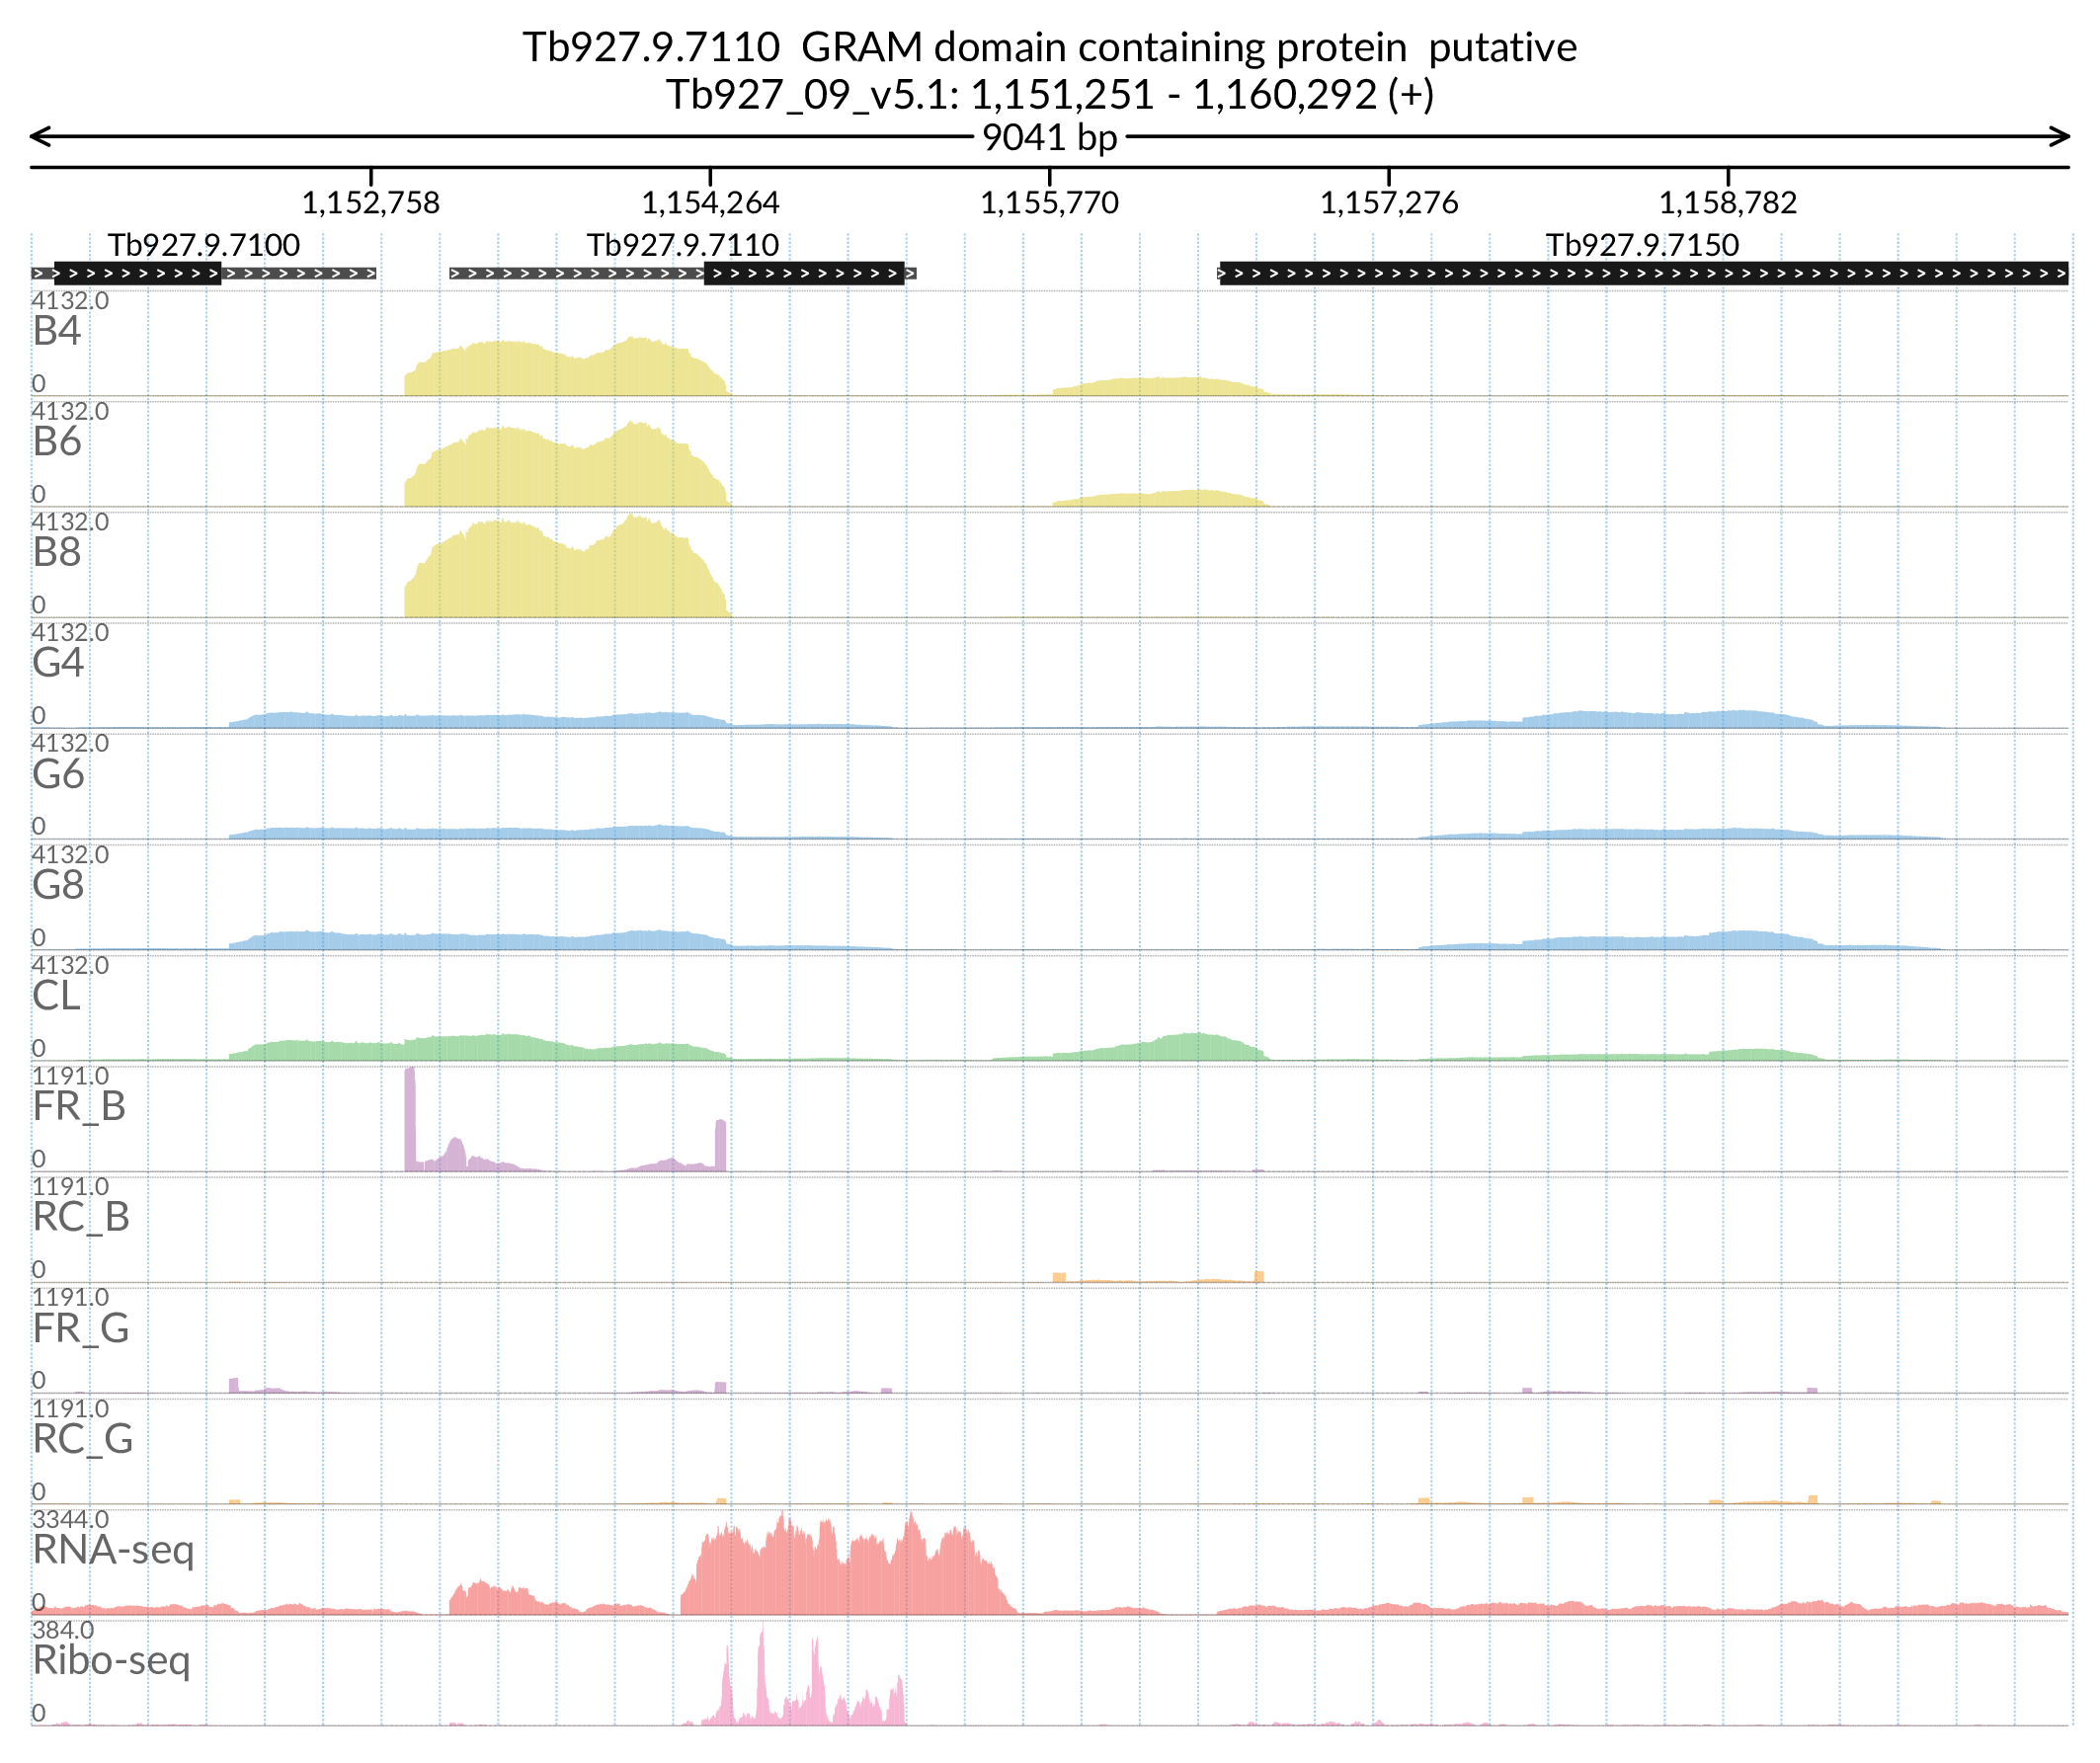 Tb927.9.7110  GRAM domain containing protein  putative
Tb927_09_v5.1: 1,151,251 - 1,160,292 (+)
9041 bp
1,152,758 1,154,264 1,155,770 1,157,276 1,158,782
Tb927.9.7100 Tb927.9.7110 Tb927.9.7150
4132.0
B4
0
4132.0
B6
0
4132.0
B8
0
4132.0
G4
0
4132.0
G6
0
4132.0
G8
0
4132.0
CL
0
1191.0
FR_B
0
1191.0
RC_B
0
1191.0
FR_G
0
1191.0
RC_G
0
3344.0
RNA-seq
0
384.0
Ribo-seq
0